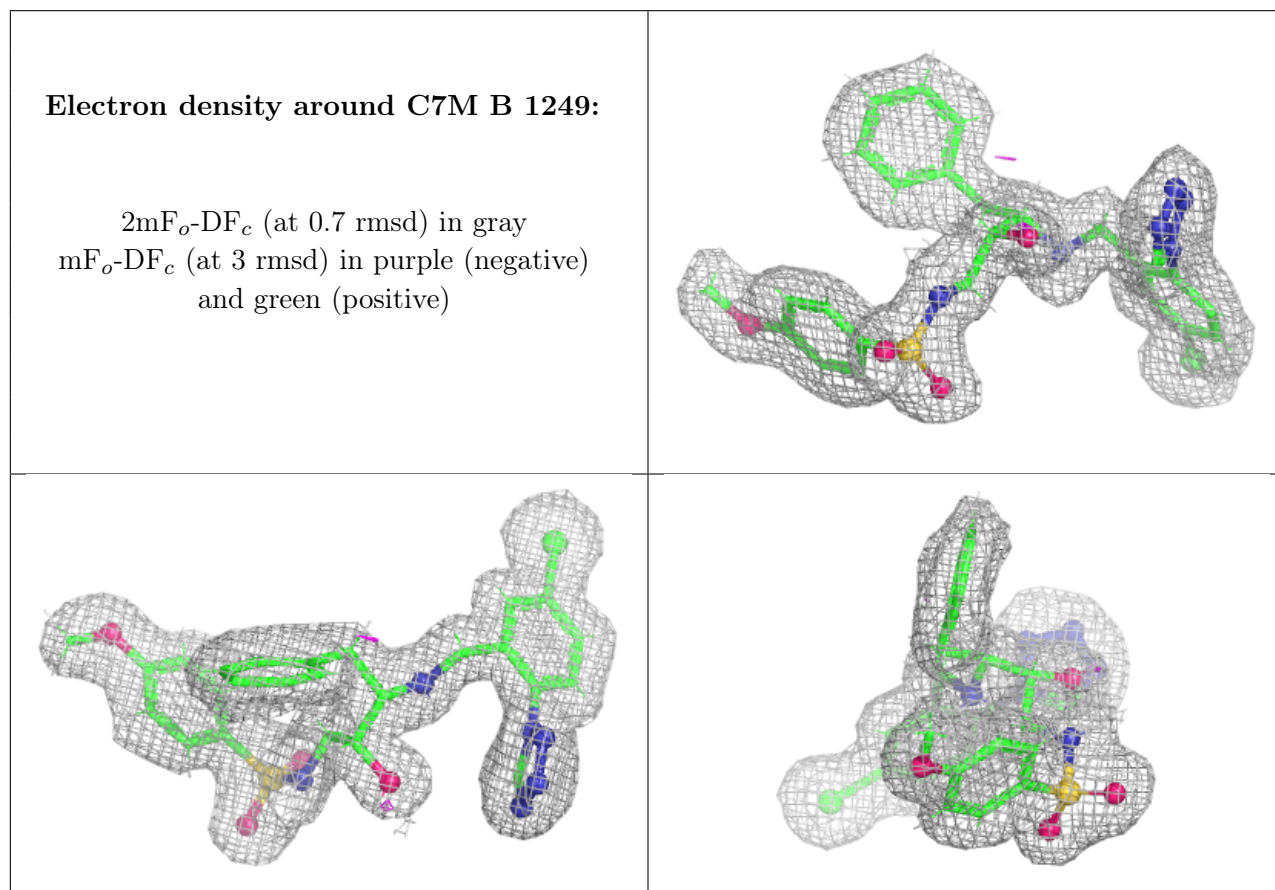 Electron density around C7M B 1249:
2mFo-DFc (at 0.7 rmsd) in gray
mFo-DFc (at 3 rmsd) in purple (negative)
and green (positive)